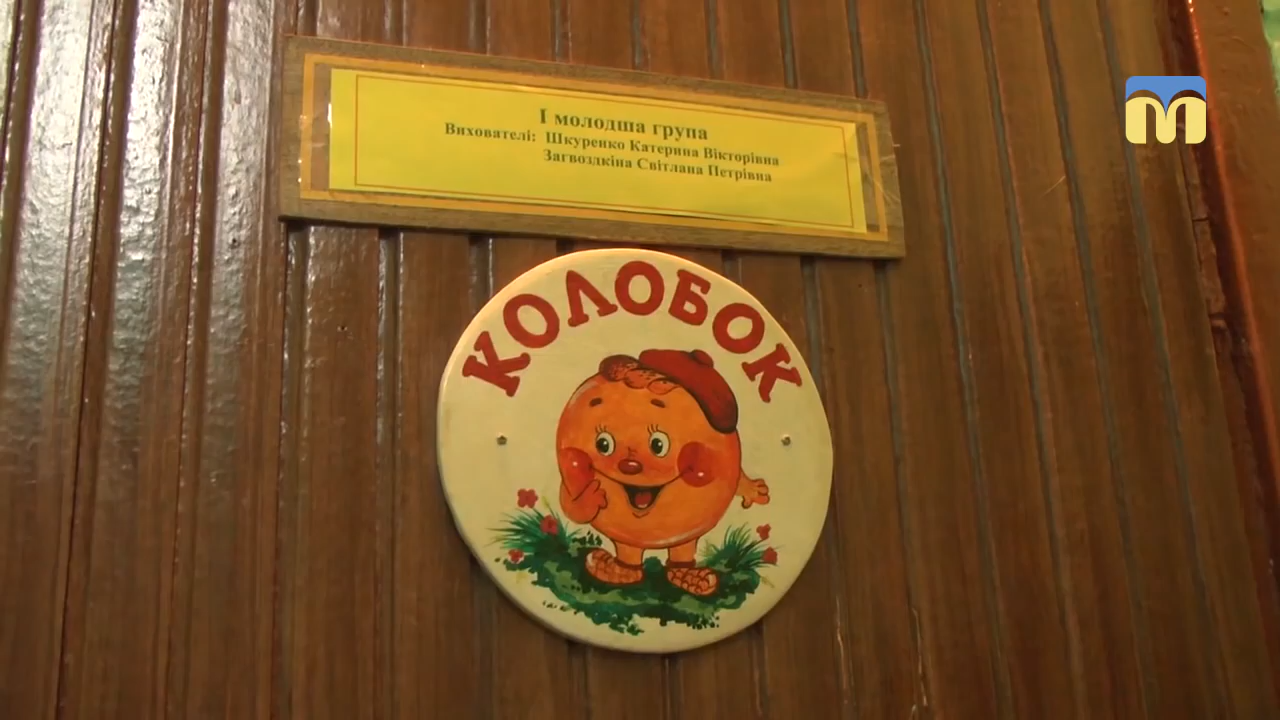 І молодша група
Вихователі: Шкуренко Катерина Вікторівна
Загвоздкіна Світлана Петрівна
КОЛОБОК